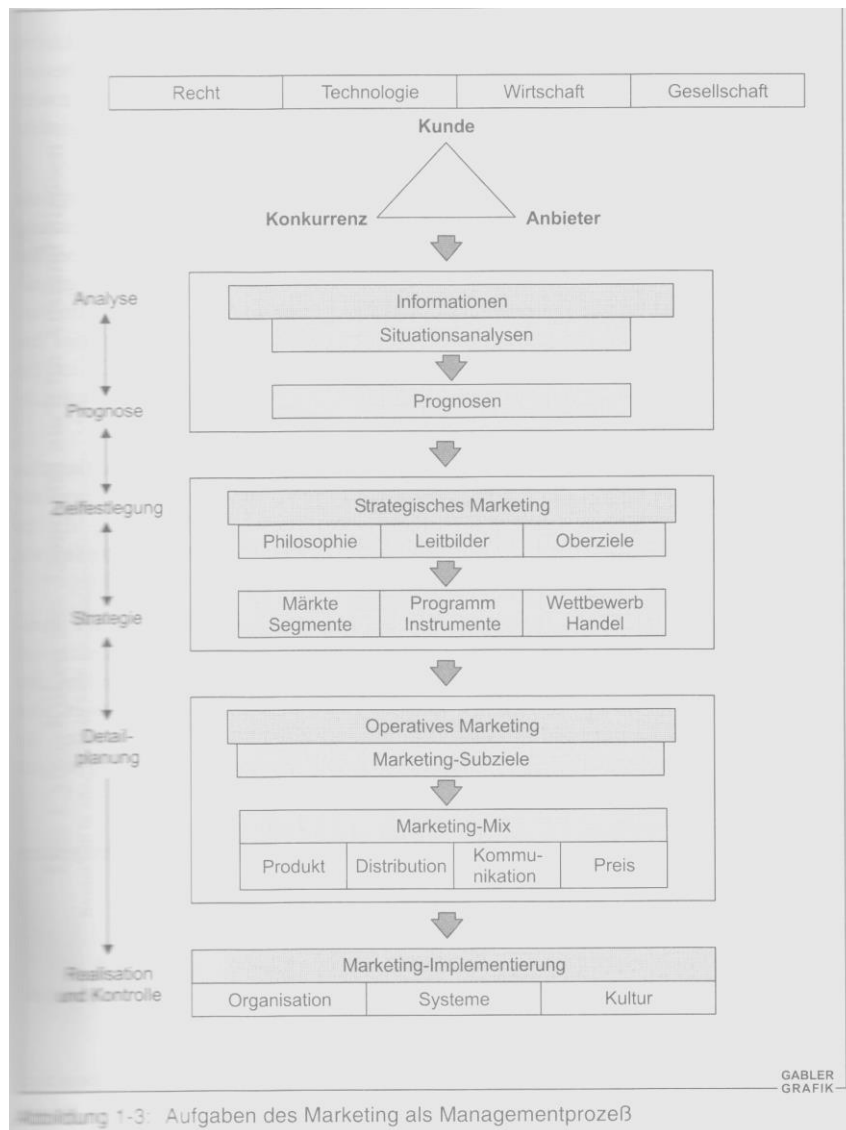 Recht Technologie Wirtschaft Gesellschaft
Kunde
Konkurrenz Anbieter
Analyse
Informationen
Situationsanalysen
Prognosen
Prognose
Zielfestlegung
Strategisches Marketing
Philosophie Leitbilder Oberziele
Märkte Programm Wettbewerb
Segmente Instrumente Handel
Strategie
Operatives Marketing
Detail-
planung
Marketing-Subziele
Marketing-Mix
Produkt Distribution Kommu- Preis
nikation
Marketing-Implementierung
Realisation
und Kontrolle
Organisation Systeme Kultur
GABLER
GRAFIK
Abbildung 1-3: Aufgaben des Marketing als Managementprozeß